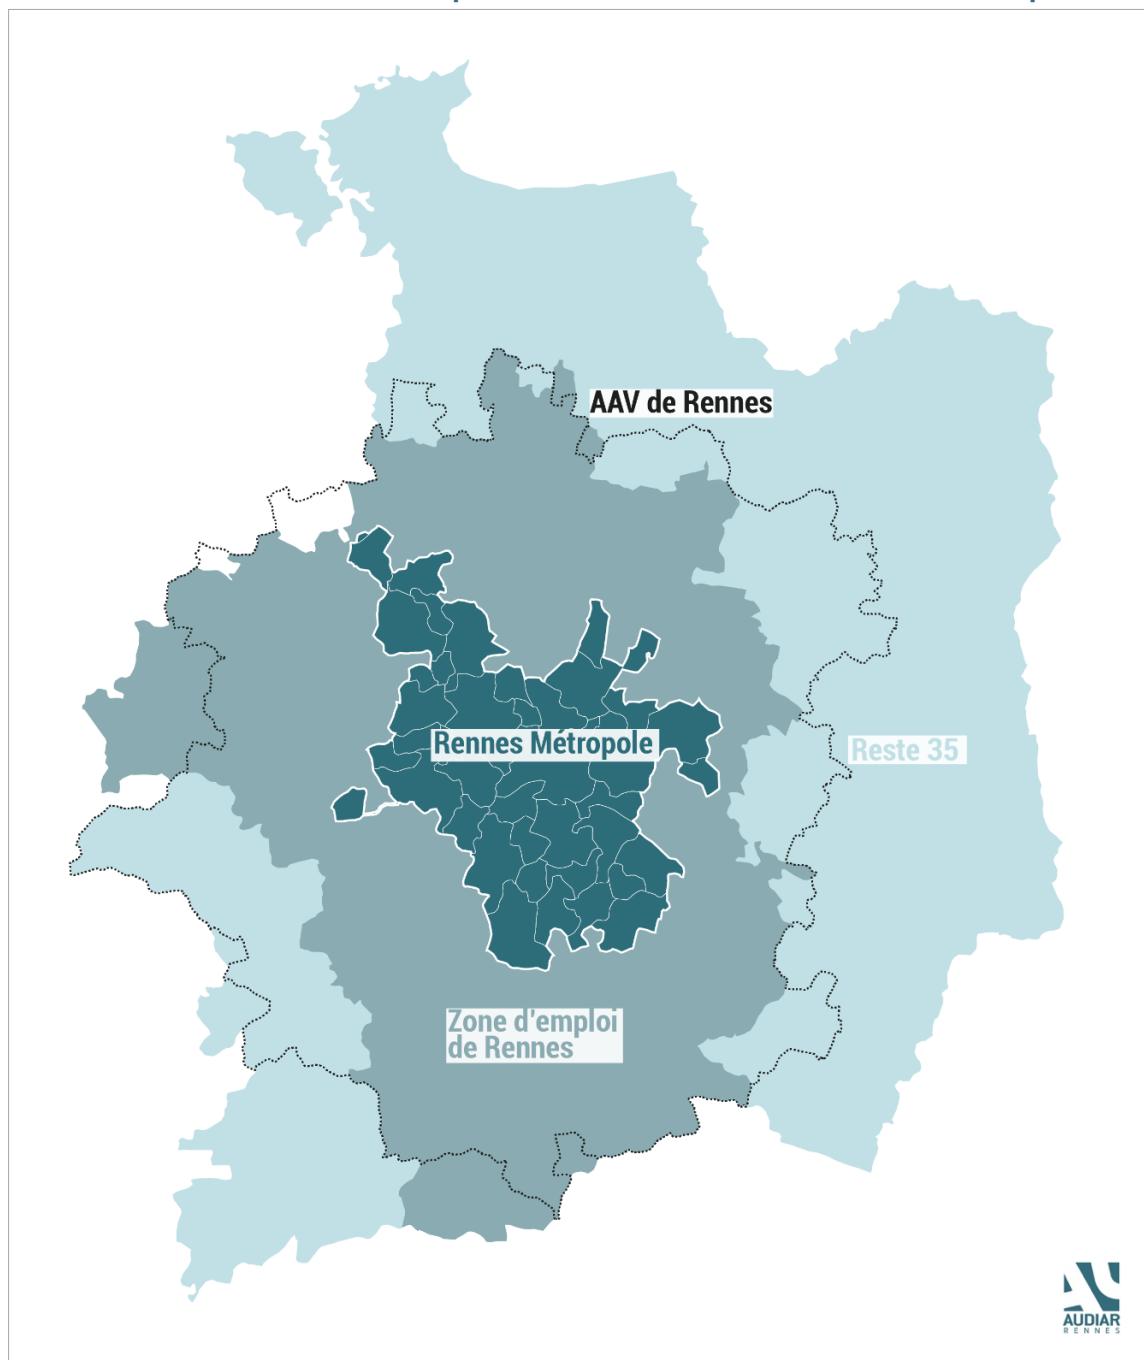 AAV de Rennes
Rennes Métropole
Reste 35
Zone d'emploi
de Rennes
AUDIAR
RENNES